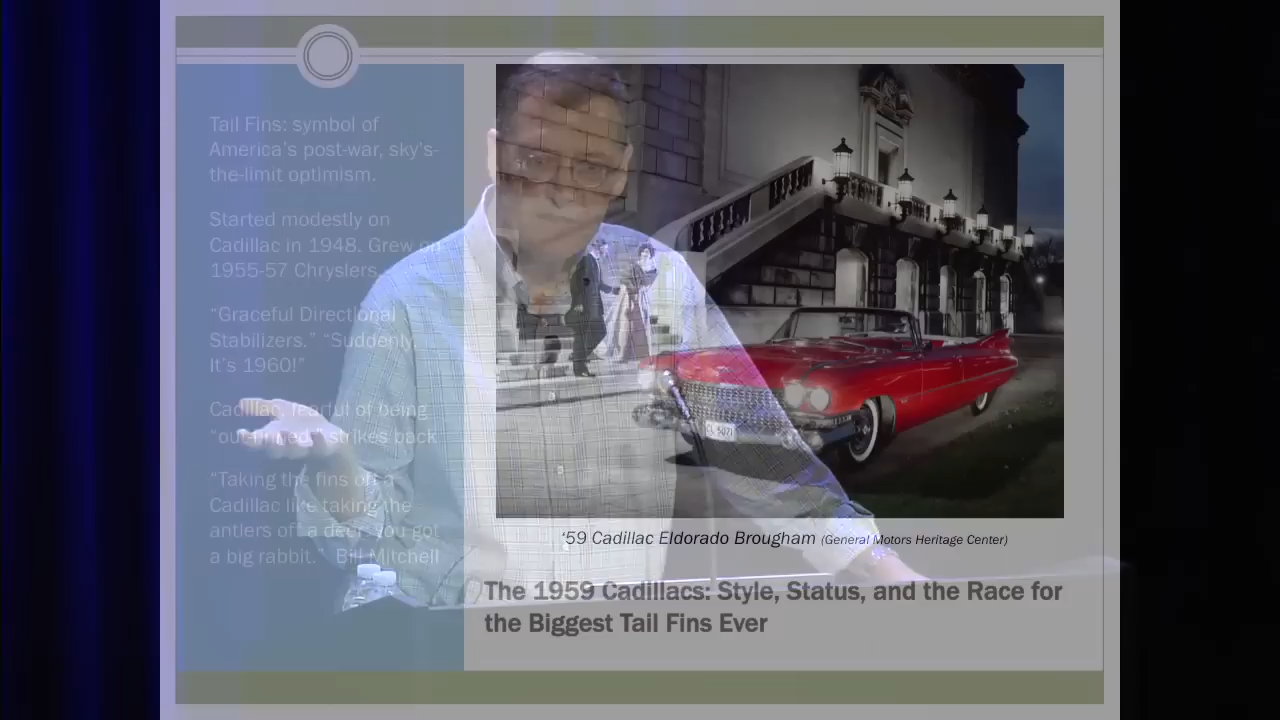 Tail Fins: symbol of
America's post-war, sky's-
the-limit optimism.
Started modestly on
Cadillac in 1948. Grew on
1955-57 Chryslers.
“Graceful Directional
Stabilizers.” “Suddenly,
It's 1960!”
Cadillac, fearful of being
“outfinned” strikes back
“Taking the fins off a
Cadillac like taking the
antlers off a deer, you got
a big rabbit.” Bill Mitchell
CL 5071
‘59 Cadillac Eldorado Brougham (General Motors Heritage Center)
The 1959 Cadillacs: Style, Status, and the Race for
the Biggest Tail Fins Ever